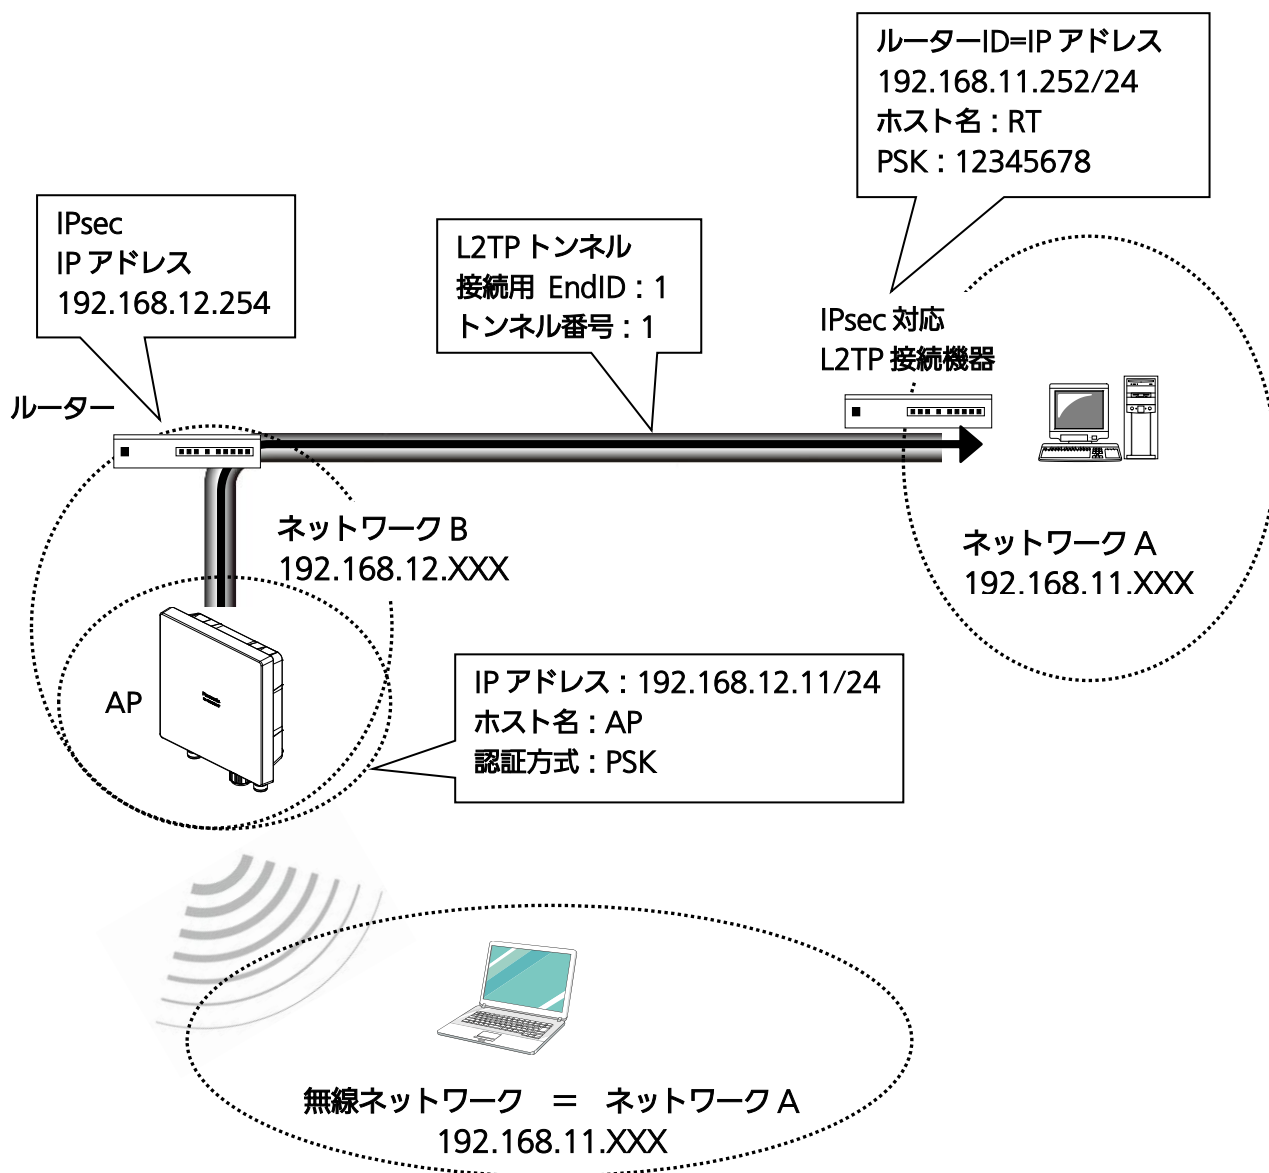 ルーターID=IP アドレス
192.168.11.252/24
ホスト名：RT
PSK：12345678
IPsec
IP アドレス
192.168.12.254
L2TP トンネル
接続用 EndID：1
トンネル番号：1
IPsec 対応
L2TP 接続機器
ルーター
ネットワーク B
192.168.12.XXX
ネットワーク A
192.168.11.XXX
AP
IP アドレス：192.168.12.11/24
ホスト名：AP
認証方式：PSK
無線ネットワーク ＝ ネットワーク A
192.168.11.XXX